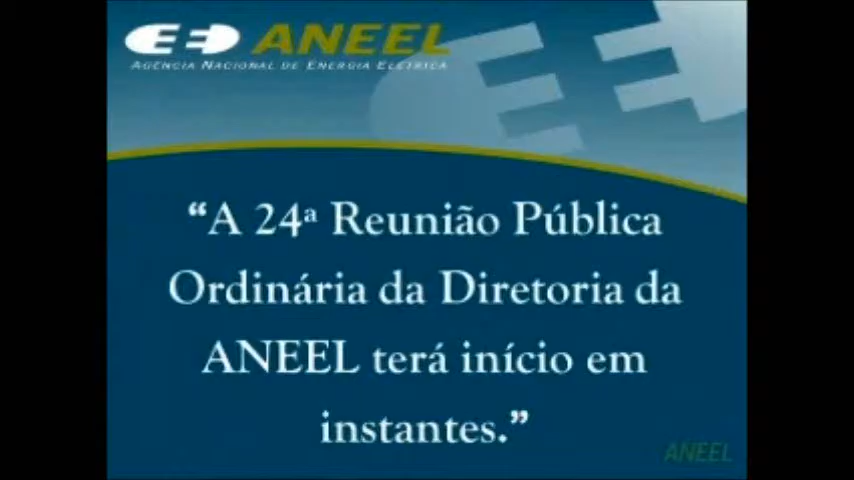 ANEEL
AGÊNCIA NACIONAL DE ENERGIA ELÉTRICA
“A 24ª Reunião Pública
Ordinária da Diretoria da
ANEEL terá início em
instantes.”
ANEEL